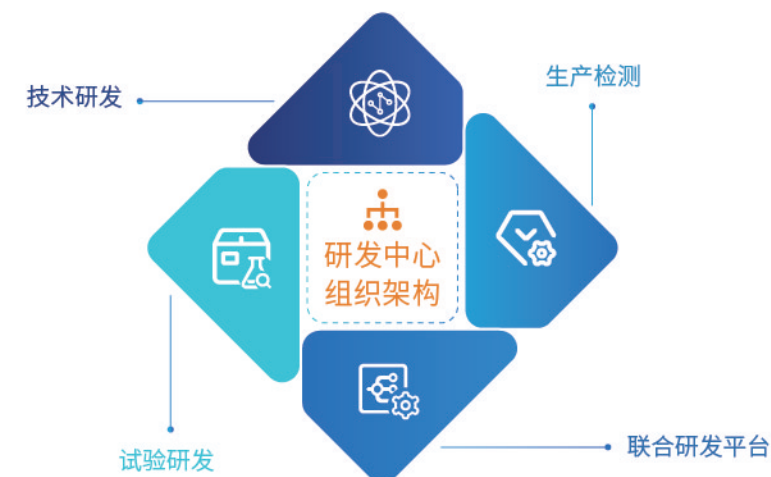 技术研发
生产检测
研发中心
组织架构
试验研发
联合研发平台